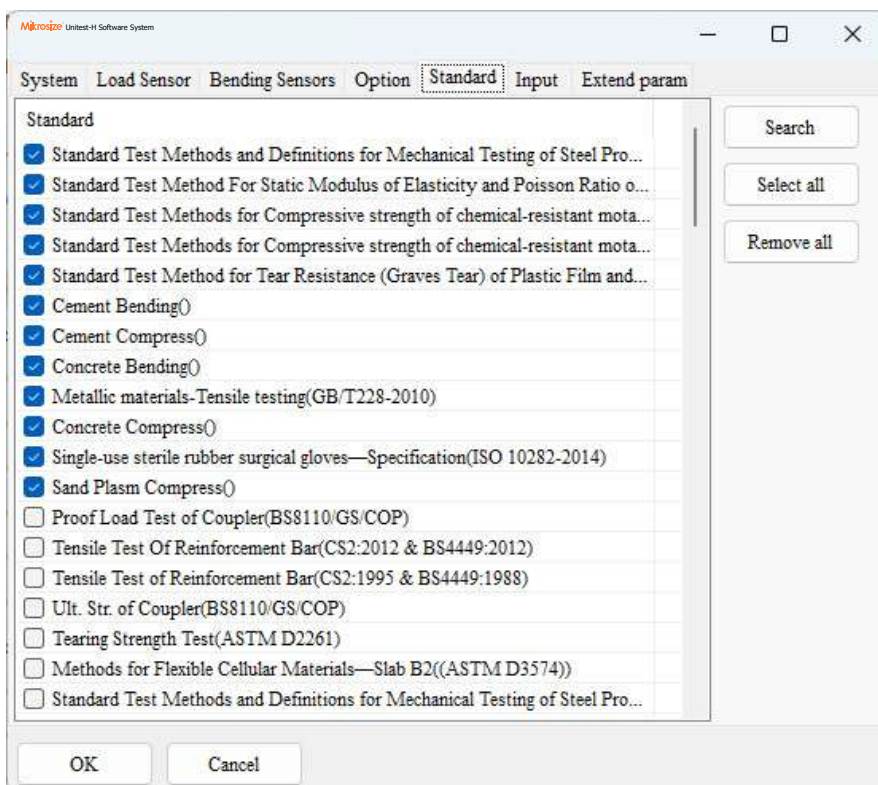 Mikrosize Unitest-H Software System
System Load Sensor Bending Sensors Option Standard Input Extend param
Standard
Standard Test Methods and Definitions for Mechanical Testing of Steel Pro...
Standard Test Method For Static Modulus of Elasticity and Poisson Ratio o...
Standard Test Methods for Compressive strength of chemical-resistant mota...
Standard Test Methods for Compressive strength of chemical-resistant mota...
Standard Test Method for Tear Resistance (Graves Tear) of Plastic Film and...
Cement Bending()
Cement Compress()
Concrete Bending()
Metallic materials-Tensile testing(GB/T228-2010)
Concrete Compress()
Single-use sterile rubber surgical gloves—Specification(ISO 10282-2014)
Sand Plasm Compress()
Proof Load Test of Coupler(BS8110/GS/COP)
Tensile Test Of Reinforcement Bar(CS2:2012 & BS4449:2012)
Tensile Test of Reinforcement Bar(CS2:1995 & BS4449:1988)
Ult. Str. of Coupler(BS8110/GS/COP)
Tearing Strength Test(ASTM D2261)
Methods for Flexible Cellular Materials—Slab B2((ASTM D3574))
Standard Test Methods and Definitions for Mechanical Testing of Steel Pro...
Search
Select all
Remove all
OK Cancel